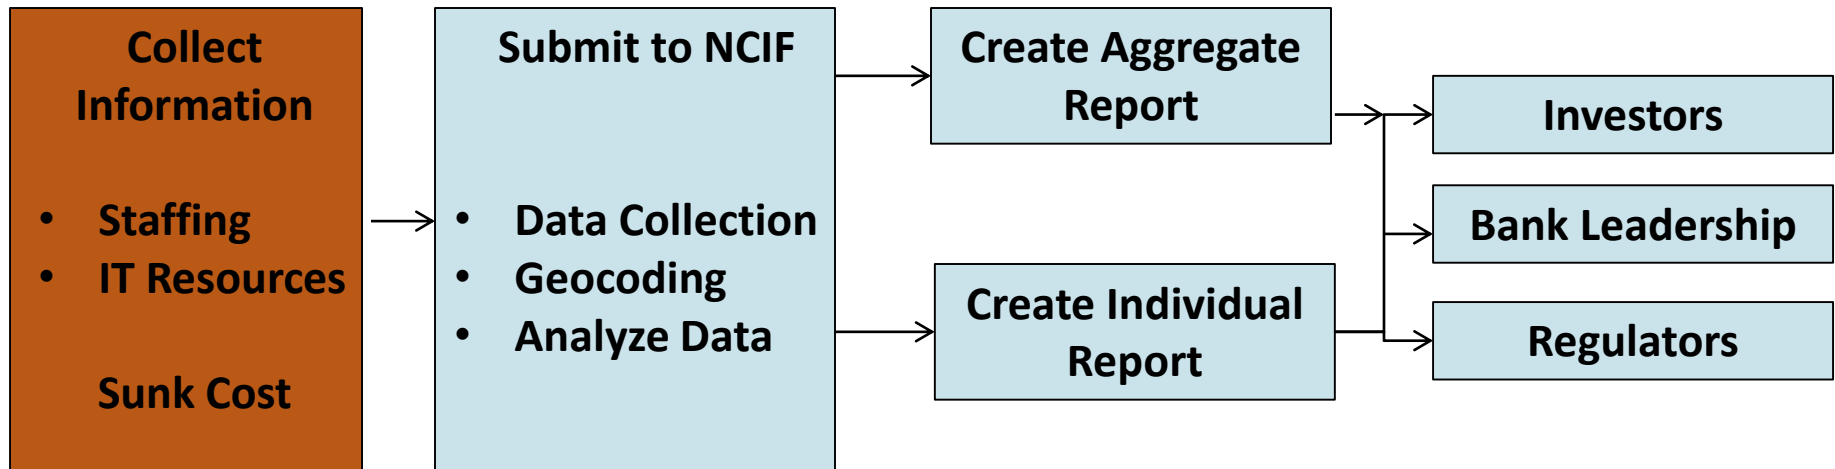 Collect
Information
• Staffing
• IT Resources
Sunk Cost
Submit to NCIF
• Data Collection
• Geocoding
• Analyze Data
Create Aggregate
Report
Create Individual
Report
Investors
Bank Leadership
Regulators